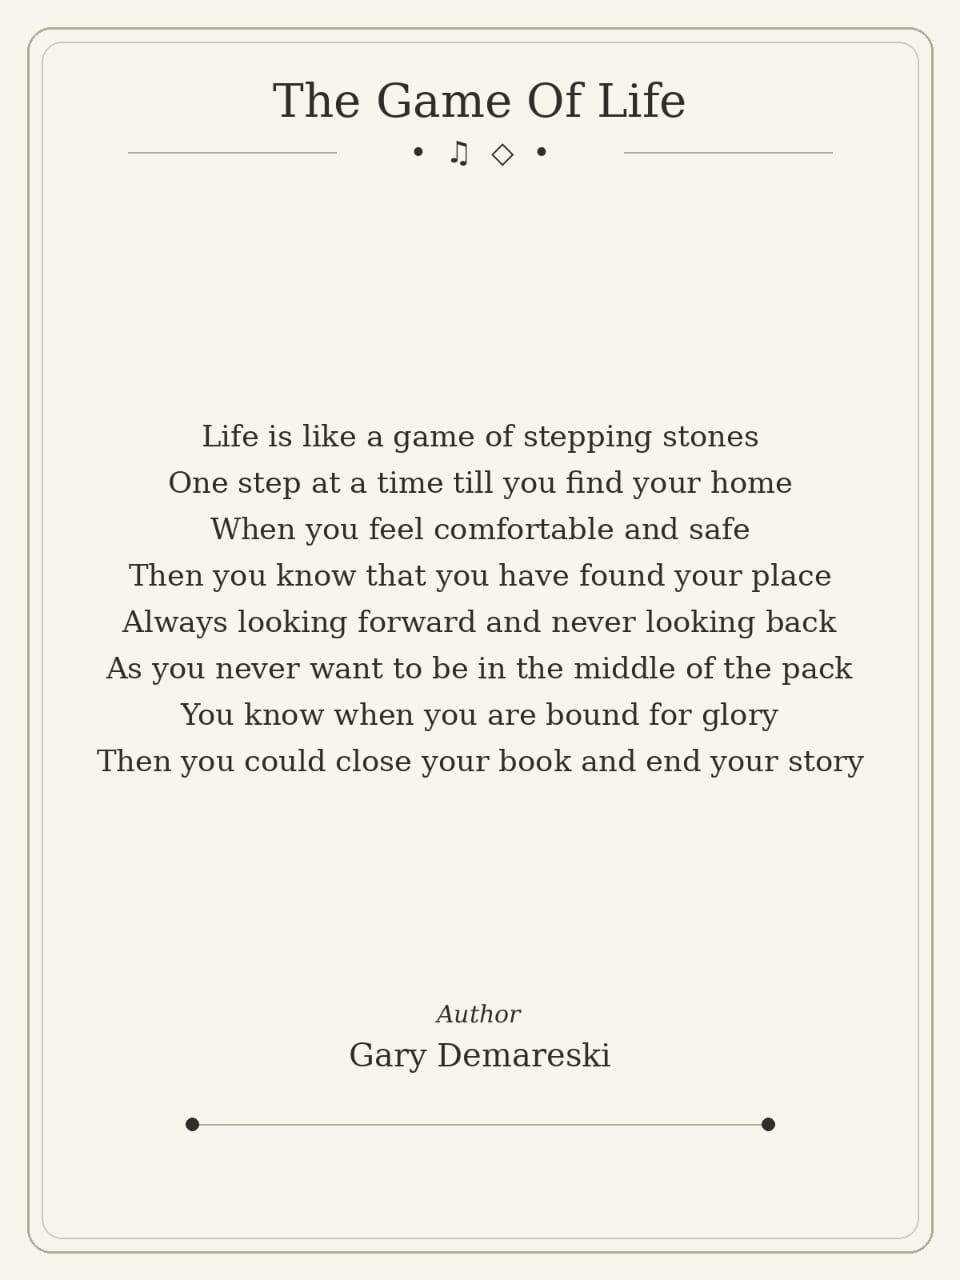 The Game Of Life
• ♫ ◇ •
Life is like a game of stepping stones
One step at a time till you find your home
When you feel comfortable and safe
Then you know that you have found your place
Always looking forward and never looking back
As you never want to be in the middle of the pack
You know when you are bound for glory
Then you could close your book and end your story
Author
Gary Demareski